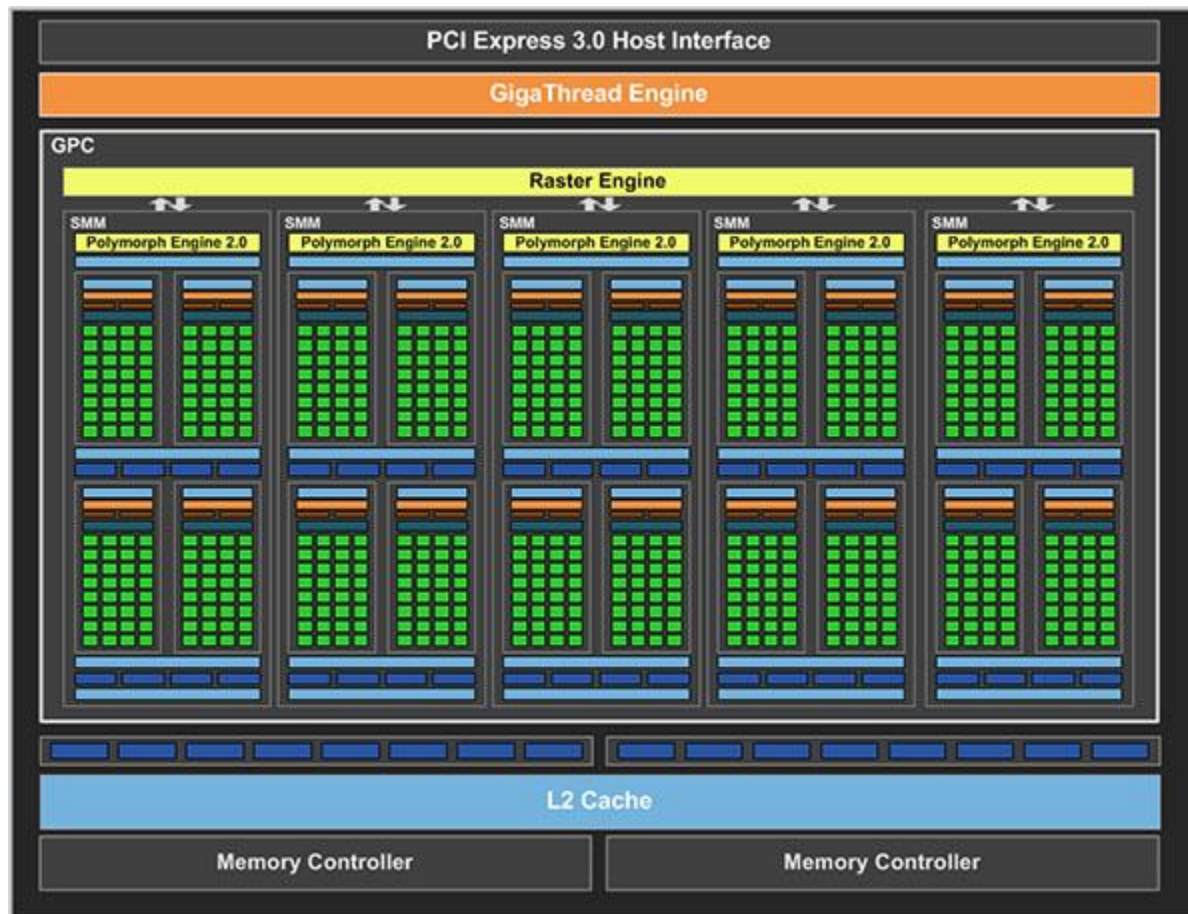 PCI Express 3.0 Host Interface
GigaThread Engine
GPC
Raster Engine
SMM SMM SMM SMM SMM
Polymorph Engine 2.0 Polymorph Engine 2.0 Polymorph Engine 2.0 Polymorph Engine 2.0 Polymorph Engine 2.0
L2 Cache
Memory Controller Memory Controller